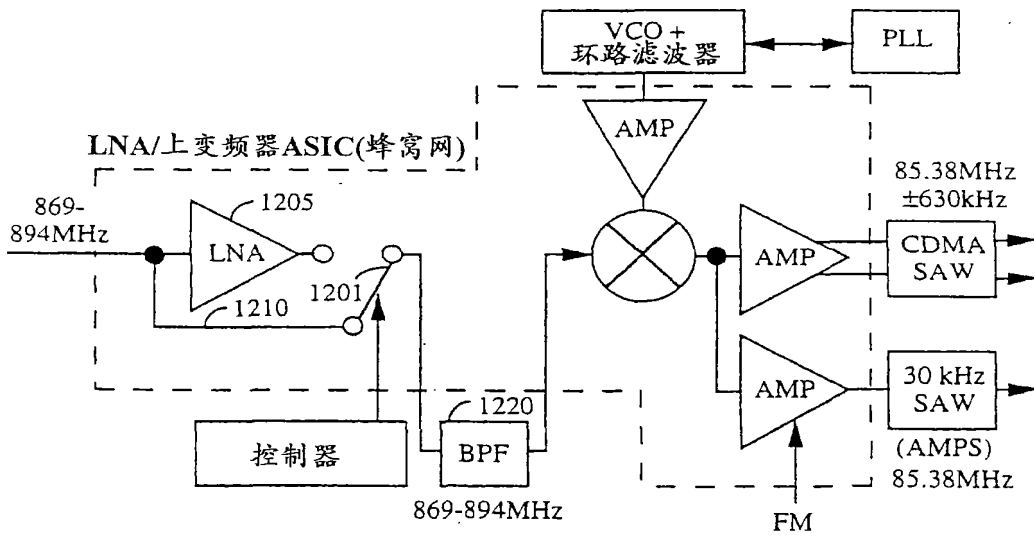 VCO +
环路滤波器
PLL
AMP
LNA/上变频器ASIC(蜂窝网)
869-
894MHz
1205
LNA
1201
1210
85.38MHz
±630kHz
AMP
CDMA
SAW
AMP
30 kHz
SAW
(AMPS)
85.38MHz
控制器
1220
BPF
869-894MHz
FM